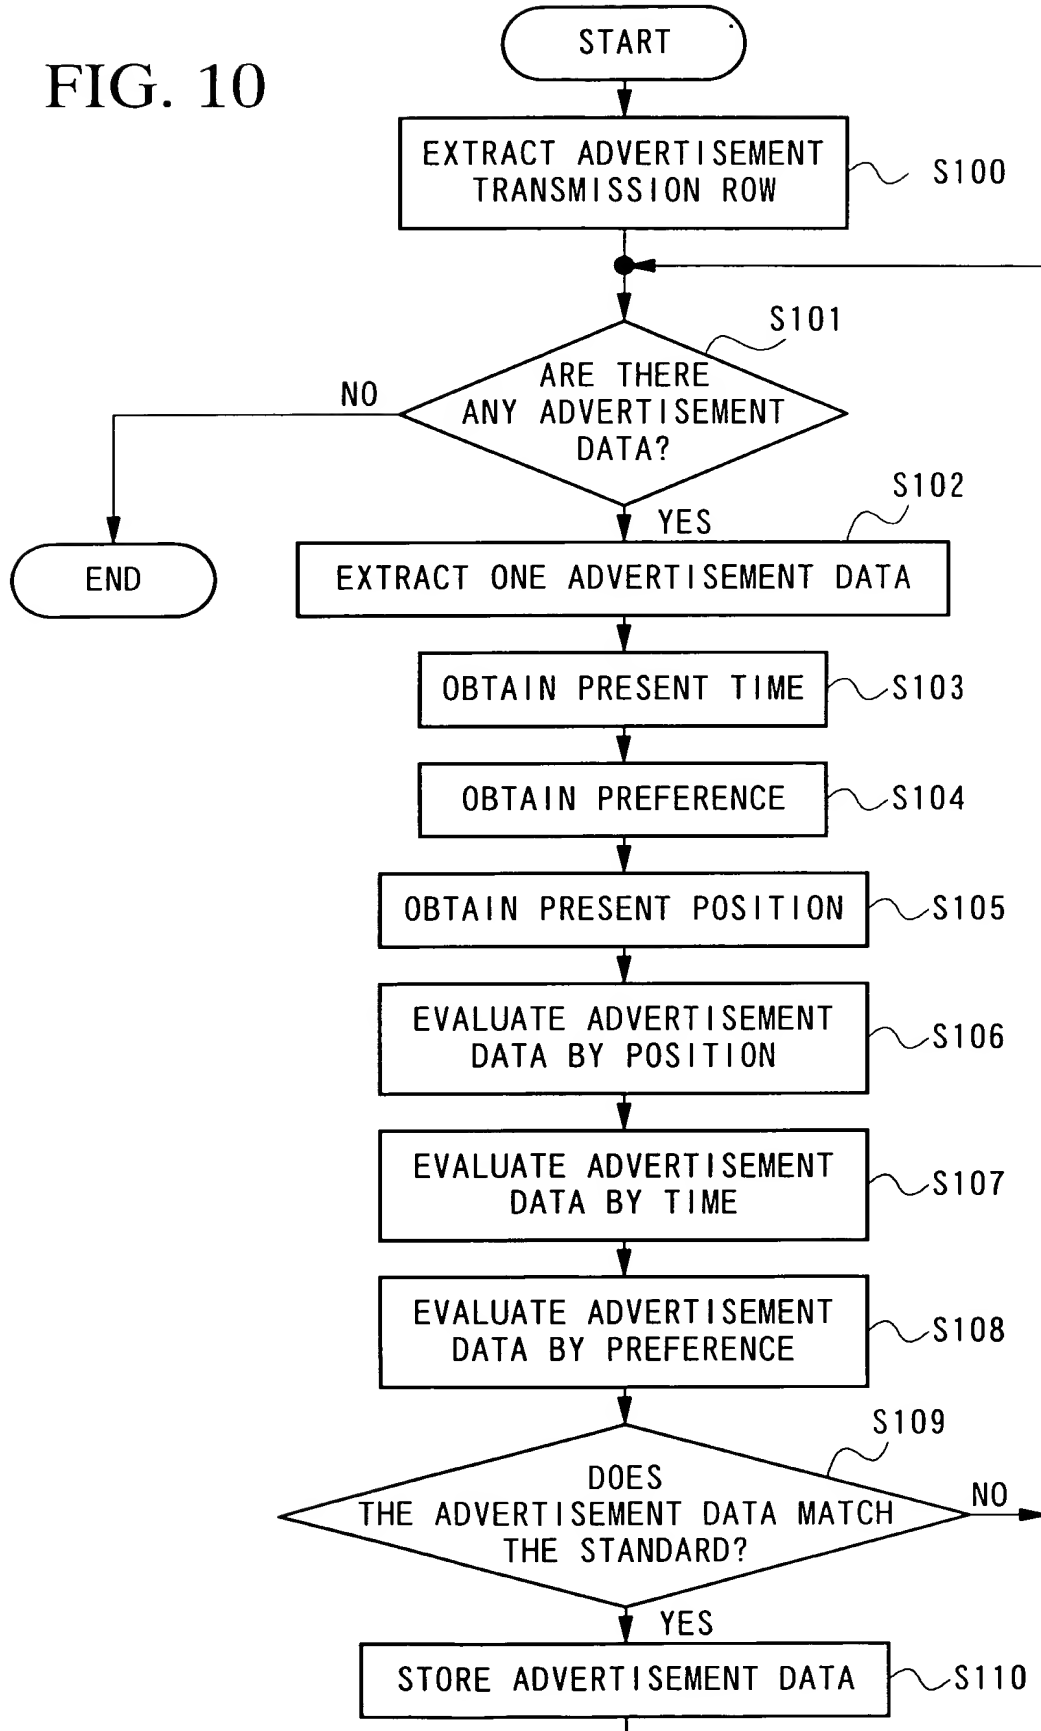 FIG. 10
START
EXTRACT ADVERTISEMENT
TRANSMISSION ROW
S100
S101
ARE THERE
ANY ADVERTISEMENT
DATA?
NO
YES
END
S102
EXTRACT ONE ADVERTISEMENT DATA
OBTAIN PRESENT TIME
S103
OBTAIN PREFERENCE
S104
OBTAIN PRESENT POSITION
S105
EVALUATE ADVERTISEMENT
DATA BY POSITION
S106
EVALUATE ADVERTISEMENT
DATA BY TIME
S107
EVALUATE ADVERTISEMENT
DATA BY PREFERENCE
S108
S109
DOES
THE ADVERTISEMENT DATA MATCH
THE STANDARD?
NO
YES
STORE ADVERTISEMENT DATA
S110